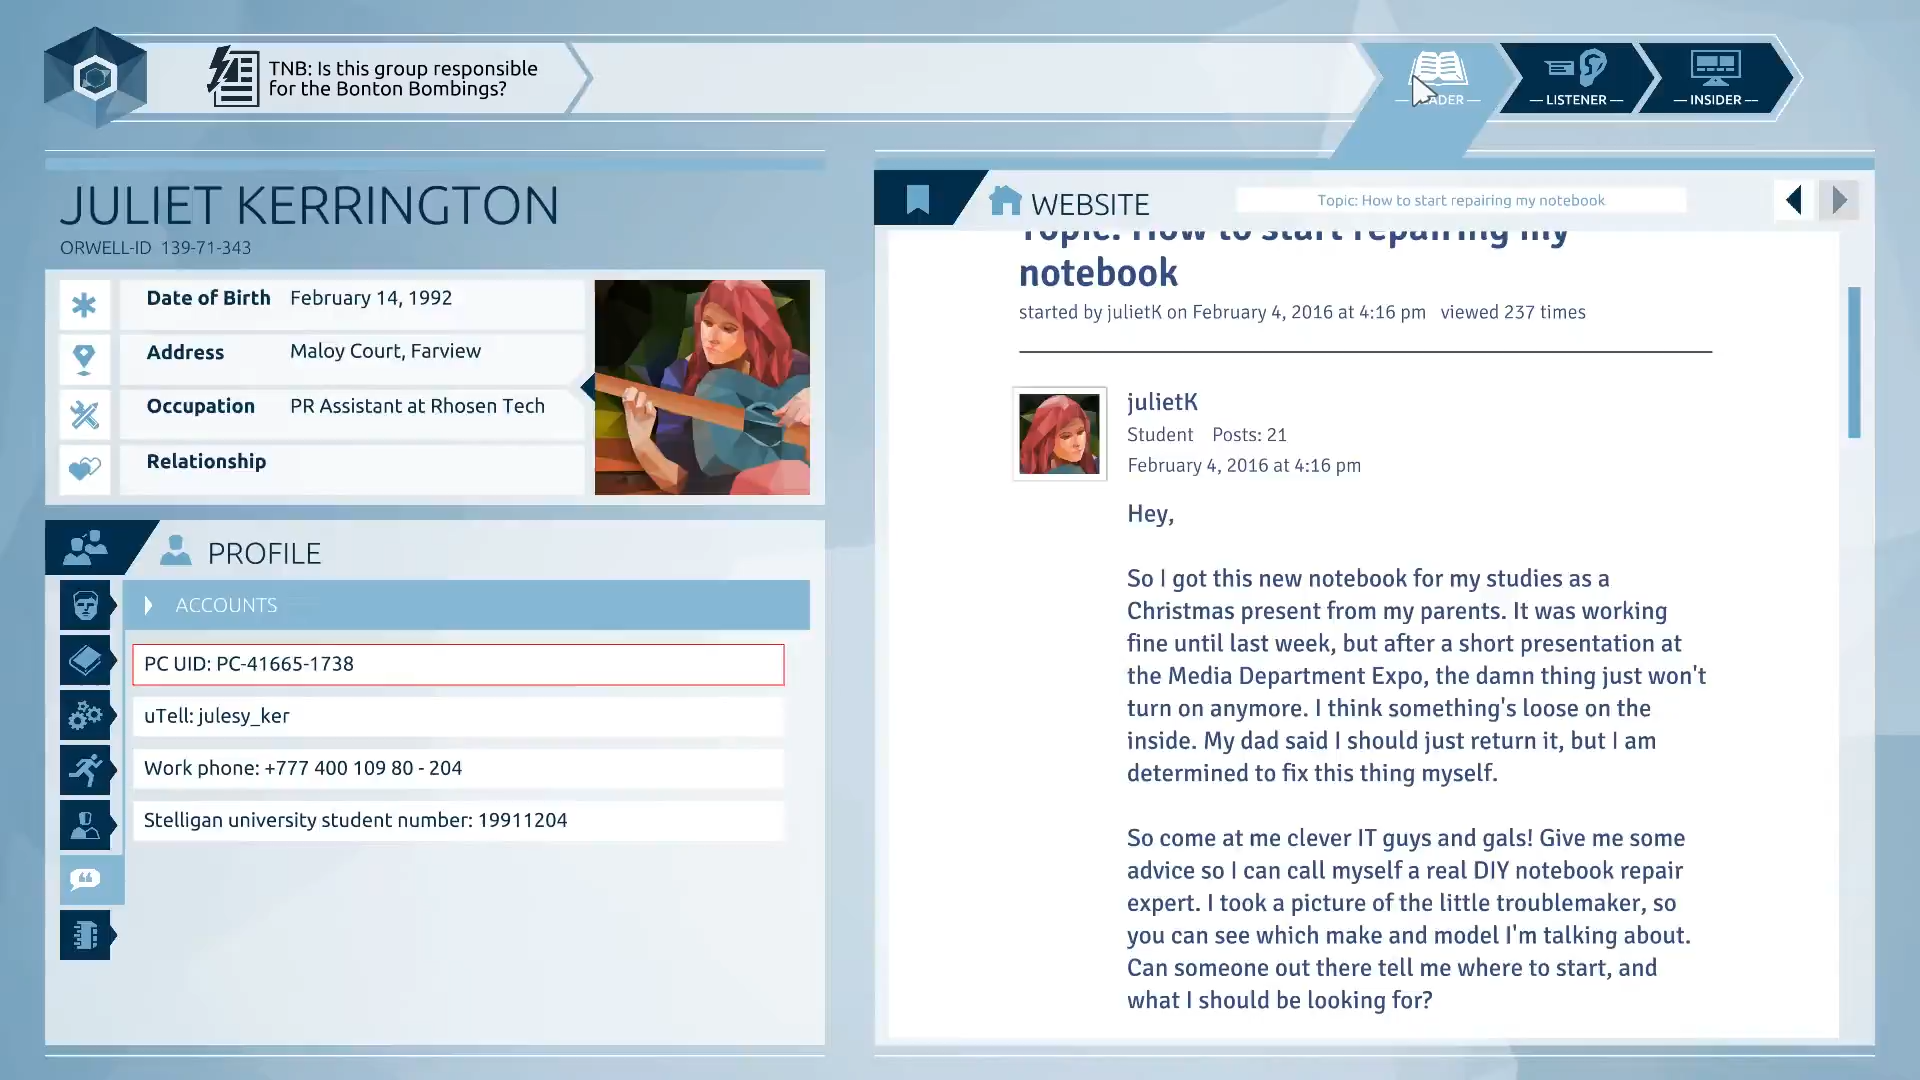 TNB: Is this group responsible
for the Bonton Bombings?
— LISTENER —
— INSIDER —
JULIET KERRINGTON
ORWELL-ID 139-71-343
Date of Birth February 14, 1992
Address Maloy Court, Farview
Occupation PR Assistant at Rhosen Tech
Relationship
PROFILE
ACCOUNTS
PC UID: PC-41665-1738
uTell: julesy_ker
Work phone: +777 400 109 80 - 204
Stelligan university student number: 19911204
WEBSITE
Topic: How to start repairing my notebook
Topic: How to start repairing my
notebook
started by julietK on February 4, 2016 at 4:16 pm viewed 237 times
julietK
Student Posts: 21
February 4, 2016 at 4:16 pm
Hey,
So I got this new notebook for my studies as a
Christmas present from my parents. It was working
fine until last week, but after a short presentation at
the Media Department Expo, the damn thing just won't
turn on anymore. I think something's loose on the
inside. My dad said I should just return it, but I am
determined to fix this thing myself.
So come at me clever IT guys and gals! Give me some
advice so I can call myself a real DIY notebook repair
expert. I took a picture of the little troublemaker, so
you can see which make and model I'm talking about.
Can someone out there tell me where to start, and
what I should be looking for?